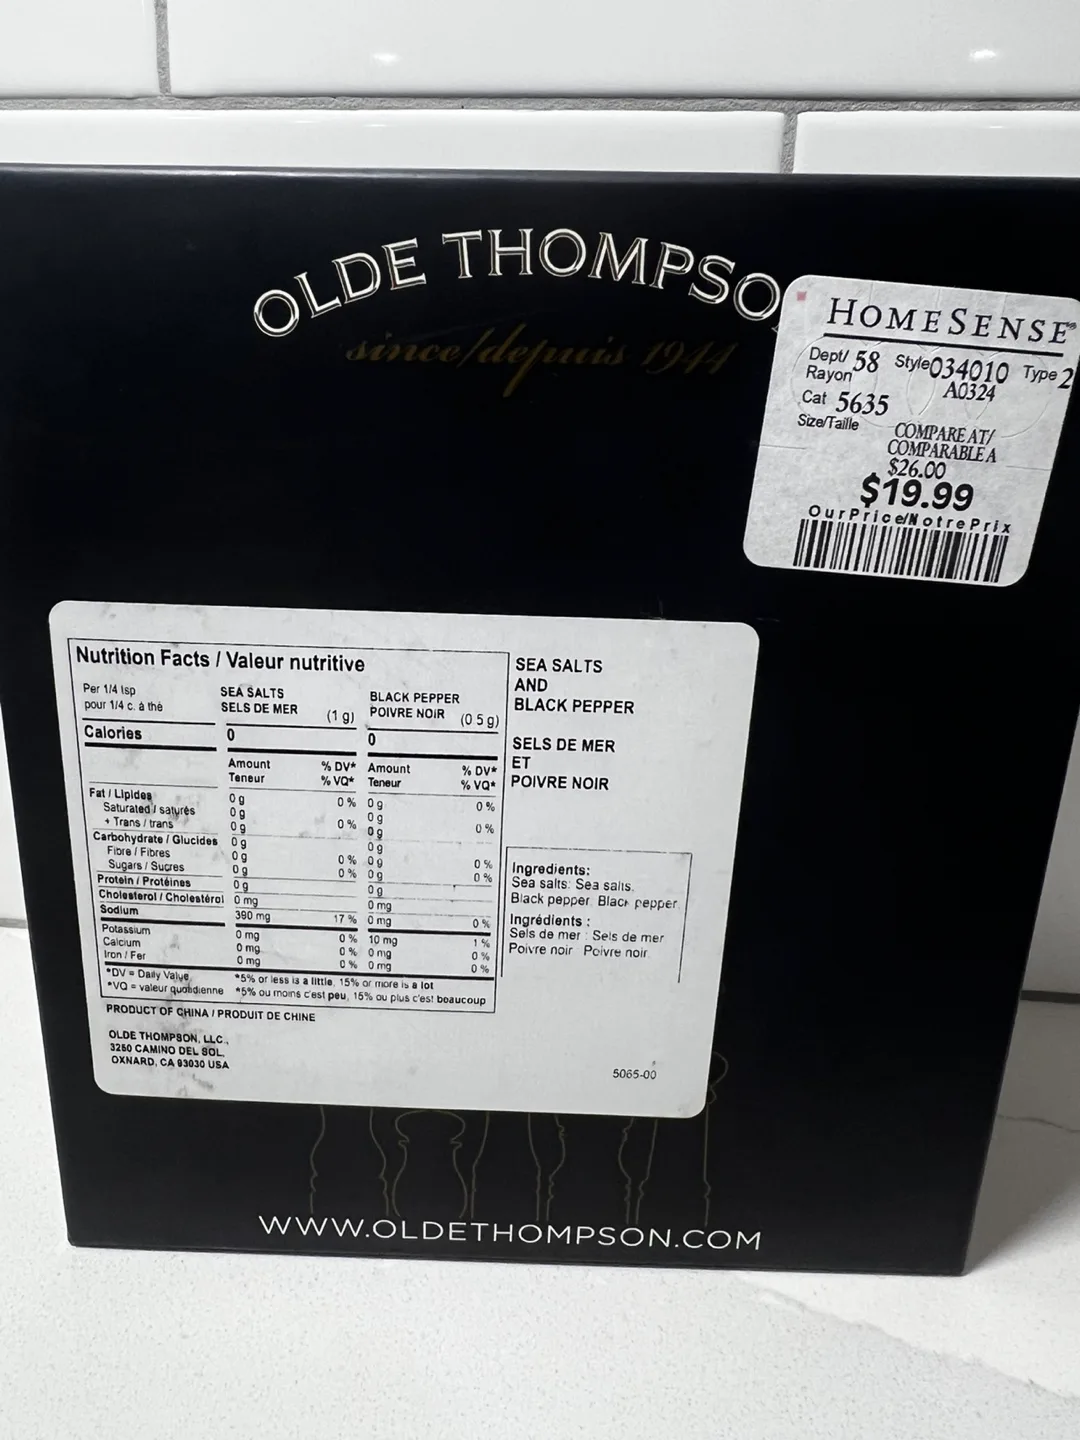 OLDE THOMPSO
since/depuis 1944
HOMESENSE®
Dept/ Rayon 58 Style 034010 Type 2
A0324
Cat 5635
Size/Taille
COMPARE AT/
COMPARABLE A
$26.00
$19.99
OurPrice/NotrePrix
Nutrition Facts / Valeur nutritive
Per 1/4 tsp
pour 1/4 c. à thé
SEA SALTS
SELS DE MER (1 g)
BLACK PEPPER
POIVRE NOIR (0 5 g)
Calories 0 0
Amount % DV* Amount % DV*
Teneur % VQ* Teneur % VQ*
Fat / Lipides 0 g 0 % 0 g 0 %
Saturated / saturés 0 g 0 g
+ Trans / trans 0 g 0 % 0 g 0 %
Carbohydrate / Glucides 0 g 0 g
Fibre / Fibres 0 g 0 % 0 g 0 %
Sugars / Sucres 0 g 0 % 0 g 0 %
Protein / Protéines 0 g 0 g
Cholesterol / Cholestérol 0 mg 0 mg
Sodium 390 mg 17 % 0 mg 0 %
Potassium 0 mg 0 % 10 mg 1 %
Calcium 0 mg 0 % 0 mg 0 %
Iron / Fer 0 mg 0 % 0 mg 0 %
*DV = Daily Value *5% or less is a little, 15% or more is a lot
*VQ = valeur quotidienne *5% ou moins c'est peu, 15% ou plus c'est beaucoup
PRODUCT OF CHINA / PRODUIT DE CHINE
OLDE THOMPSON, LLC.,
3250 CAMINO DEL SOL,
OXNARD, CA 93030 USA
SEA SALTS
AND
BLACK PEPPER
SELS DE MER
ET
POIVRE NOIR
Ingredients:
Sea salts: Sea salts.
Black pepper: Black pepper.
Ingrédients :
Sels de mer : Sels de mer
Poivre noir : Poivre noir
5065-00
WWW.OLDETHOMPSON.COM